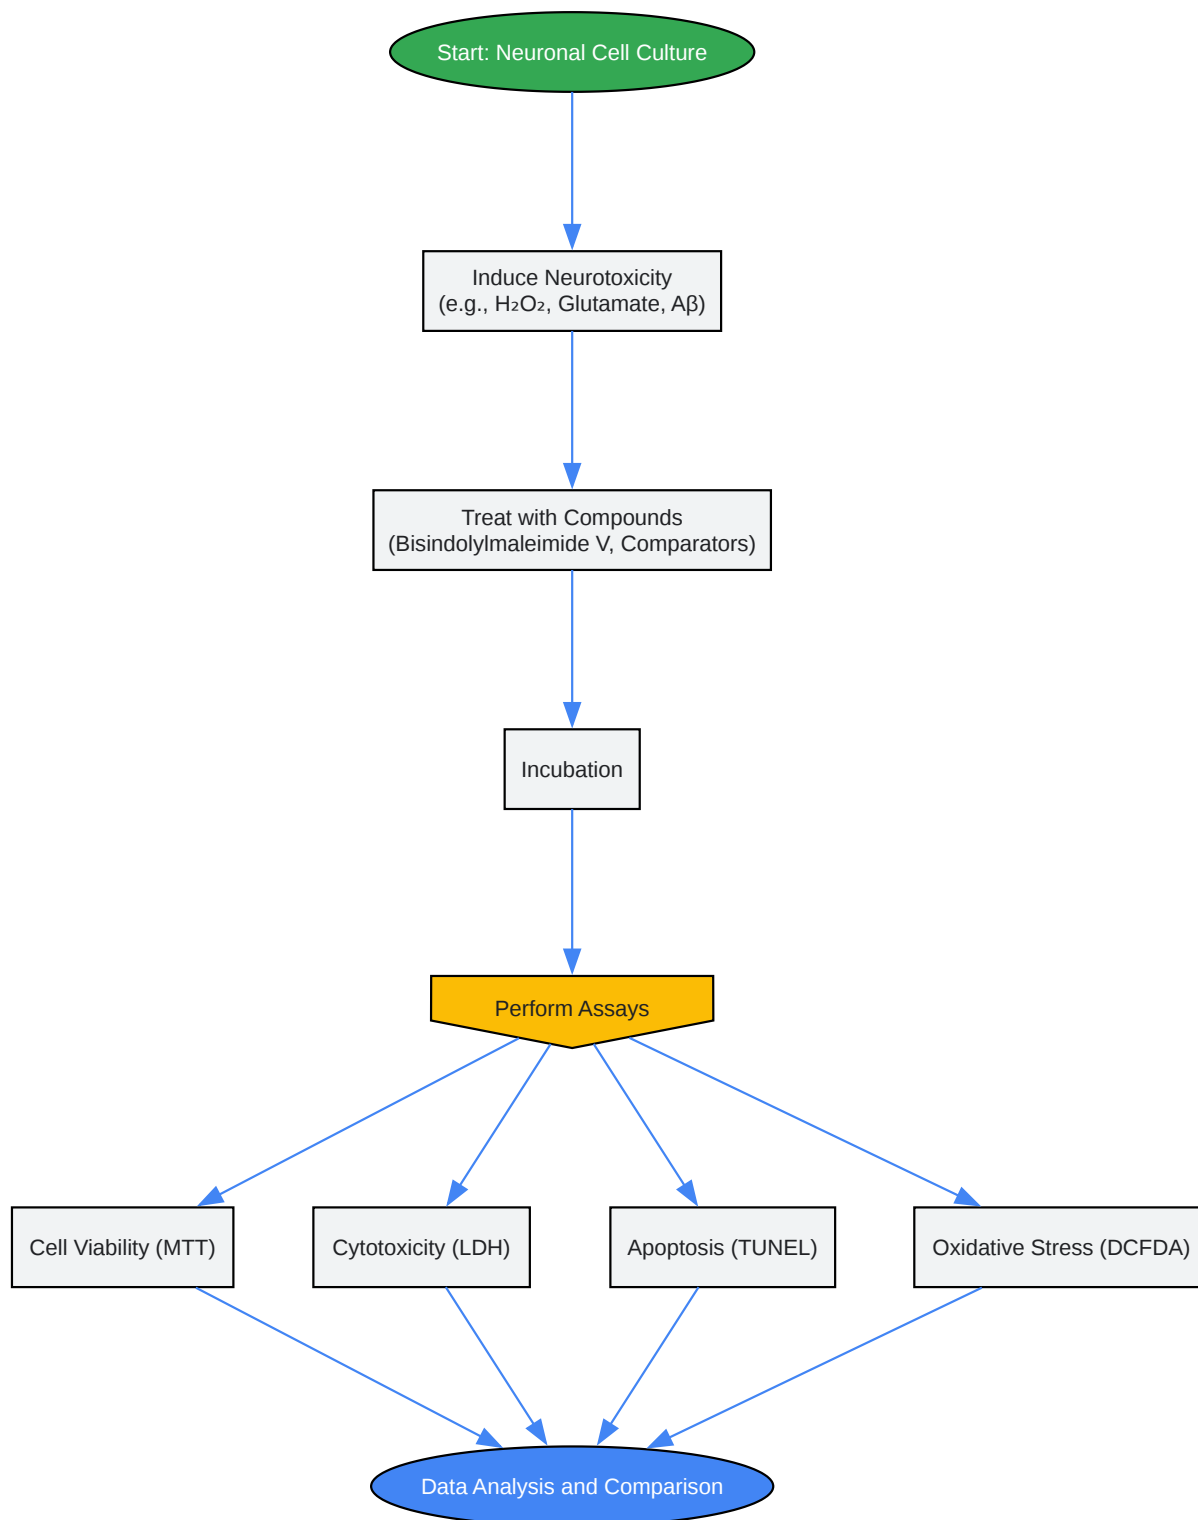 Start: Neuronal Cell Culture
Induce Neurotoxicity
(e.g., H₂O₂, Glutamate, Aβ)
Treat with Compounds
(Bisindolylmaleimide V, Comparators)
Incubation
Perform Assays
Cell Viability (MTT)
Cytotoxicity (LDH)
Apoptosis (TUNEL)
Oxidative Stress (DCFDA)
Data Analysis and Comparison